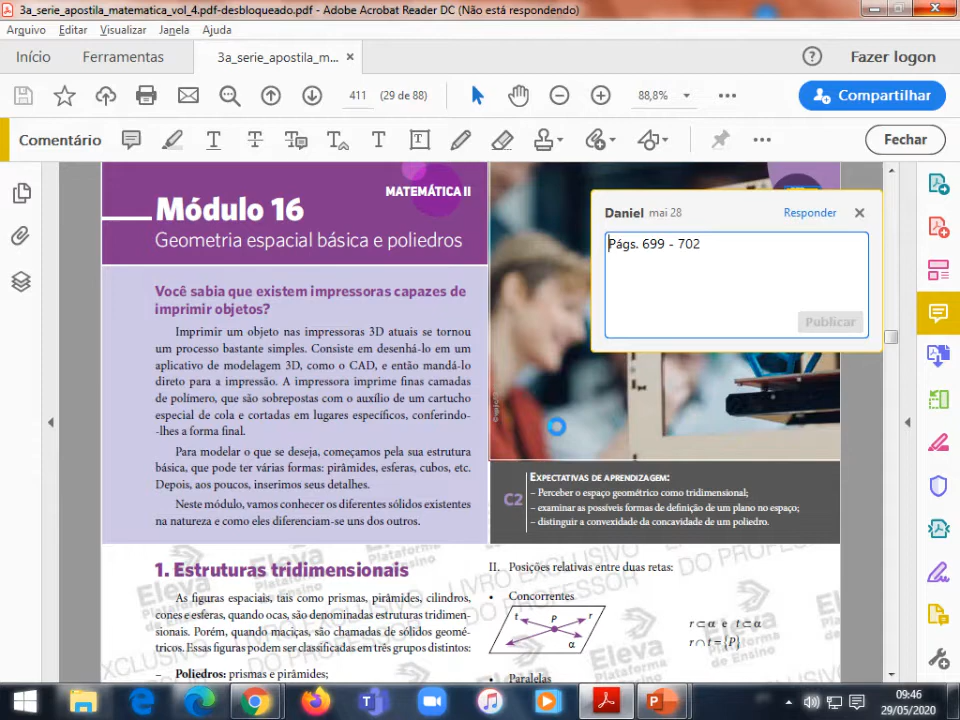 3a_serie_apostila_matematica_vol_4.pdf-desbloqueado.pdf - Adobe Acrobat Reader DC (Não está respondendo)
Arquivo Editar Visualizar Janela Ajuda
Início Ferramentas 3a_serie_apostila_m... × Fazer logon
411 (29 de 88) 88,8% Compartilhar
Comentário Fechar
MATEMÁTICA II
Módulo 16
Geometria espacial básica e poliedros
Daniel mai 28 Responder
Págs. 699 - 702
Publicar
Você sabia que existem impressoras capazes de
imprimir objetos?
Imprimir um objeto nas impressoras 3D atuais se tornou
um processo bastante simples. Consiste em desenhá-lo em um
aplicativo de modelagem 3D, como o CAD, e então mandá-lo
direto para a impressão. A impressora imprime finas camadas
de polímero, que são sobrepostas com o auxílio de um cartucho
especial de cola e cortadas em lugares específicos, conferindo-
-lhes a forma final.
Para modelar o que se deseja, começamos pela sua estrutura
básica, que pode ter várias formas: pirâmides, esferas, cubos, etc.
Depois, aos poucos, inserimos seus detalhes.
Neste módulo, vamos conhecer os diferentes sólidos existentes
na natureza e como eles diferenciam-se uns dos outros.
C2
EXPECTATIVAS DE APRENDIZAGEM:
– Perceber o espaço geométrico como tridimensional;
– examinar as possíveis formas de definição de um plano no espaço;
– distinguir a convexidade da concavidade de um poliedro.
1. Estruturas tridimensionais
As figuras espaciais, tais como prismas, pirâmides, cilindros,
cones e esferas, quando ocas, são denominadas estruturas tridimen-
sionais. Porém, quando maciças, são chamadas de sólidos geomé-
tricos. Essas figuras podem ser classificadas em três grupos distintos:
– Poliedros: prismas e pirâmides;
II. Posições relativas entre duas retas:
• Concorrentes
t P r
α
r ⊂ α e t ⊂ α
r ∩ t = {P}
• Paralelas
Eleva
Plataforma
de Ensino
LIVRO EXCLUSIVO
DO PROFESSOR
09:46
29/05/2020